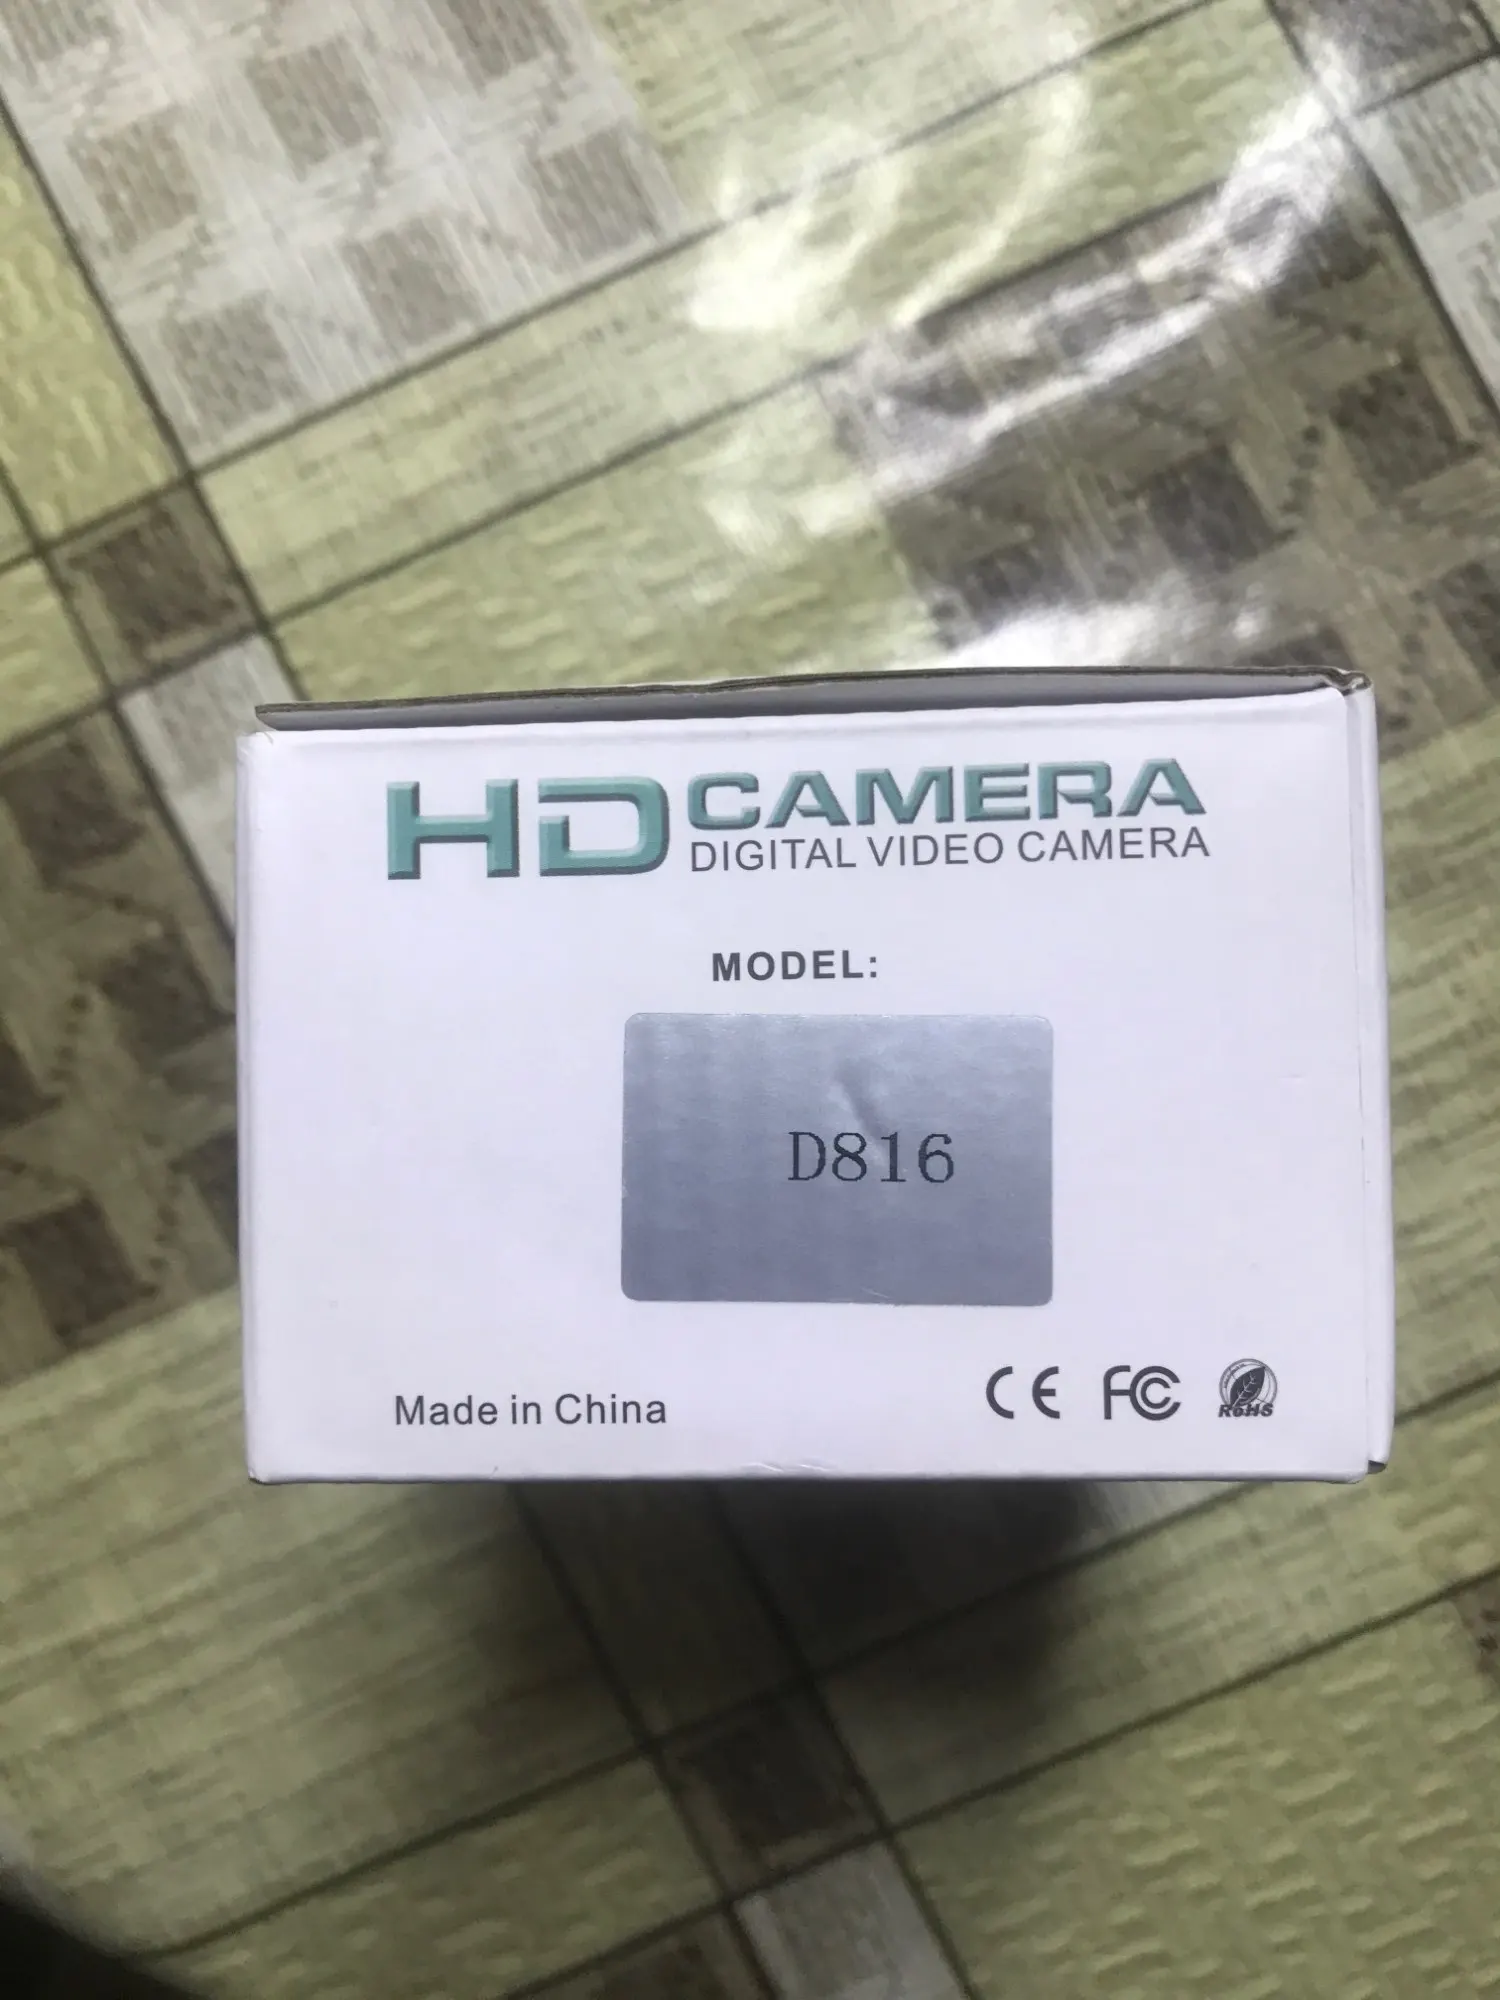 HD CAMERA
DIGITAL VIDEO CAMERA
MODEL:
D816
Made in China
CE FC RoHS